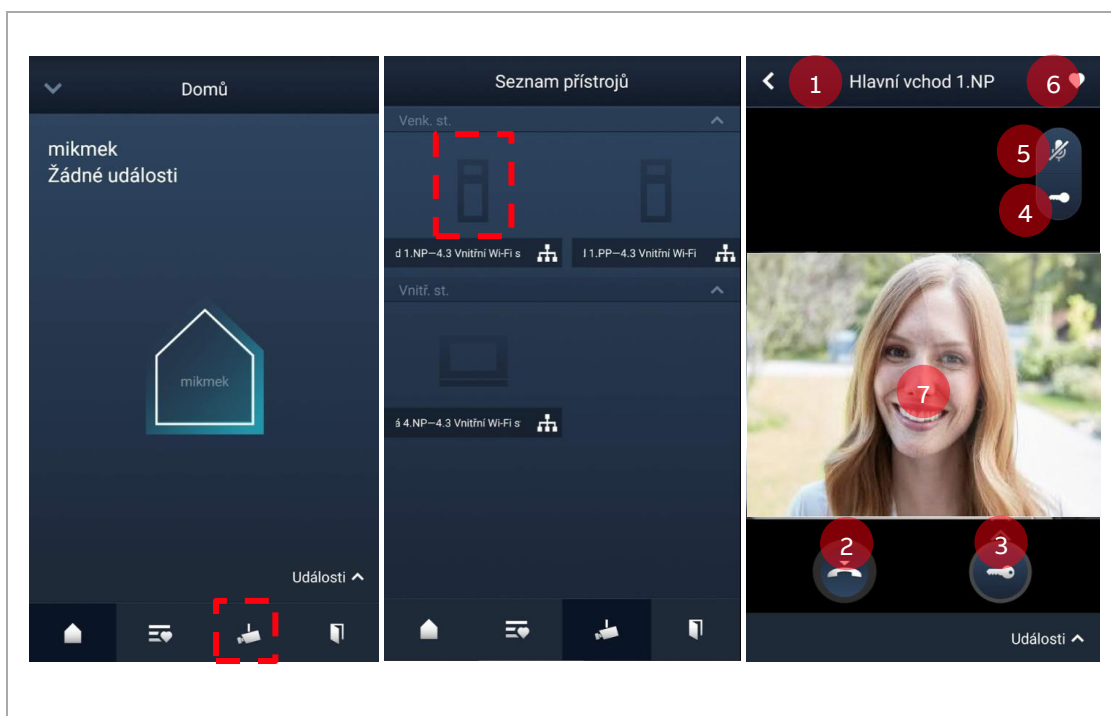 Domů
mikmek
Žádné události
mikmek
Události
Seznam přístrojů
Venk. st.
d 1.NP–4.3 Vnitřní Wi-Fi s
l 1.PP–4.3 Vnitřní Wi-Fi
Vnitř. st.
á 4.NP–4.3 Vnitřní Wi-Fi s
1 Hlavní vchod 1.NP 6
5
4
7
2 3
Události